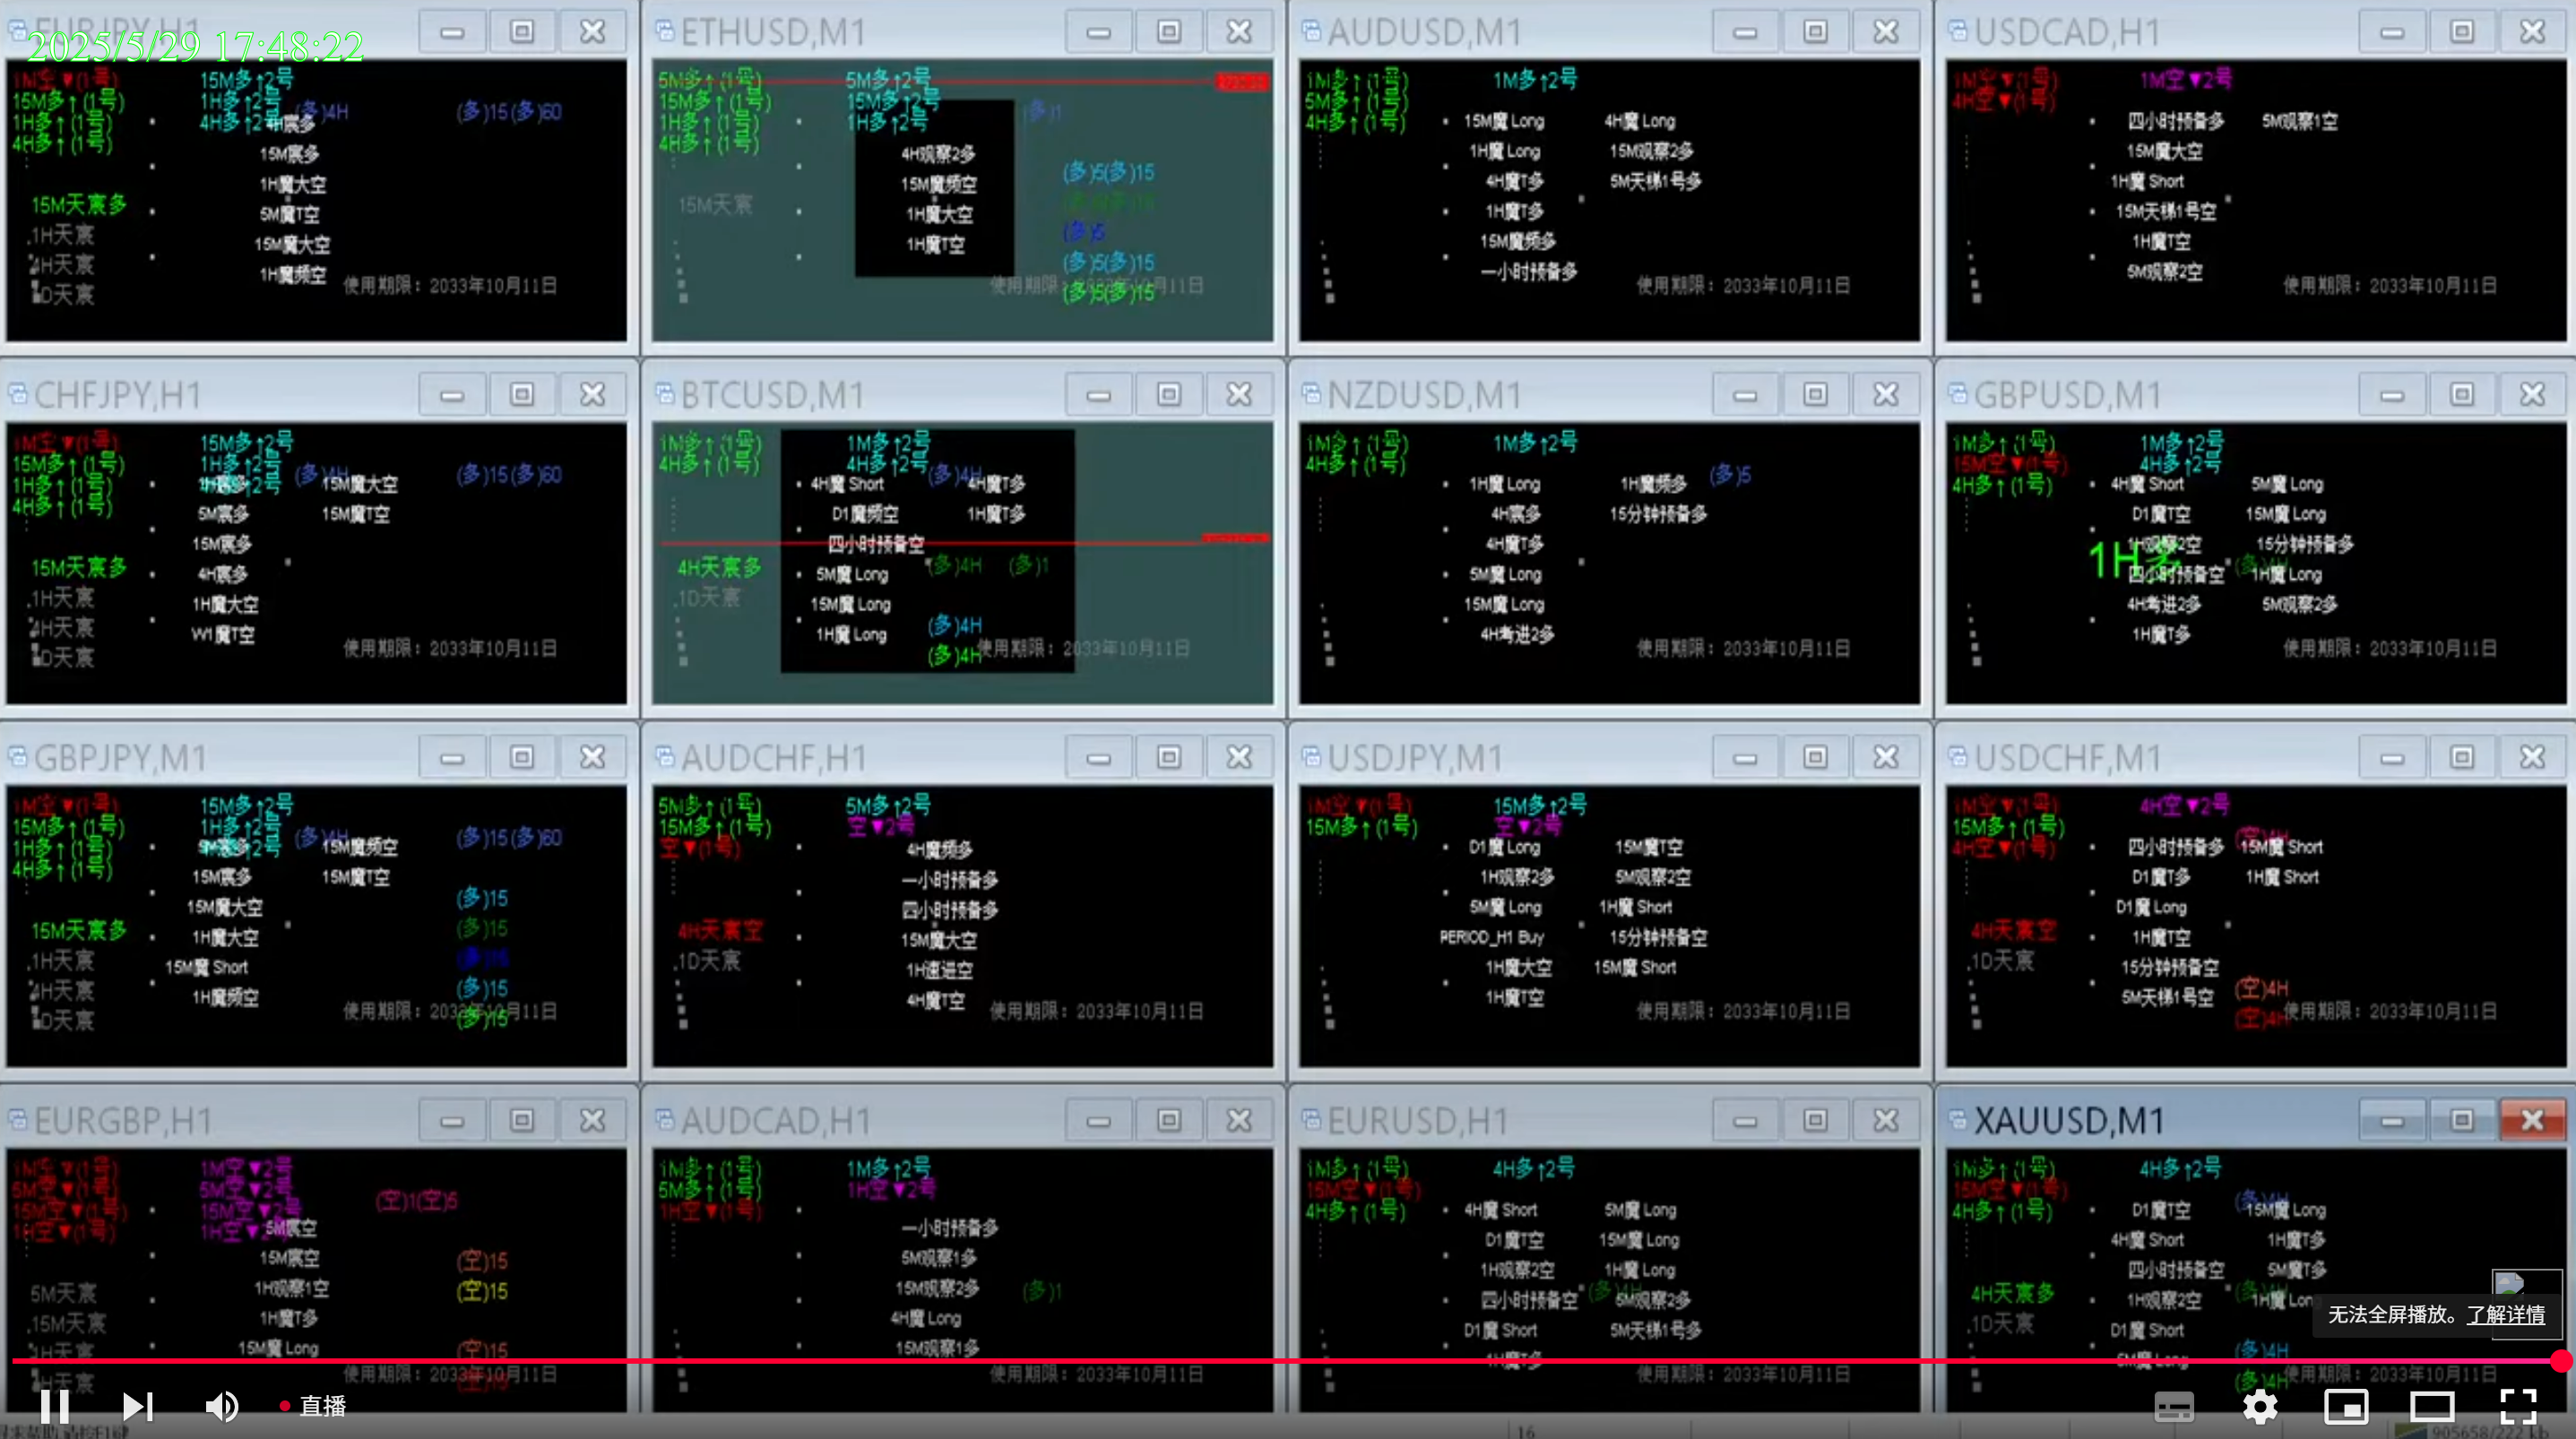 EURJPY,H1
2025/5/29 17:48:22
1M空▼(1号) 15M多↑2号
15M多↑(1号) 1H多↑2号 (多)4H (多)15(多)60
1H多↑(1号) 4H多↑2号 4H宸多
4H多↑(1号)
15M宸多
1H魔大空
15M天宸多 5M魔T空
.1H天宸 15M魔大空
4H天宸 1H魔频空
D天宸 使用期限：2033年10月11日
ETHUSD,M1
5M多↑(1号) 5M多↑2号
15M多↑(1号) 15M多↑2号 (多)1
1H多↑(1号) 1H多↑2号
4H多↑(1号) 4H观察2多
(多)5(多)15
15M魔频空
15M天宸 1H魔大空
(多)5
1H魔T空
(多)5(多)15
使用期限：2033年10月11日
(多)5(多)15
AUDUSD,M1
1M多↑(1号) 1M多↑2号
5M多↑(1号)
4H多↑(1号) 15M魔 Long 4H魔 Long
1H魔 Long 15M观察2多
4H魔T多 5M天梯1号多
1H魔T多
15M魔频多
一小时预备多
使用期限：2033年10月11日
USDCAD,H1
1M空▼(1号) 1M空▼2号
4H空▼(1号)
四小时预备多 5M观察1空
15M魔大空
1H魔 Short
15M天梯1号空
1H魔T空
5M观察2空
使用期限：2033年10月11日
CHFJPY,H1
1M空▼(1号) 15M多↑2号
15M多↑(1号) 1H多↑2号 (多)4H (多)15(多)60
1H多↑(1号) 1H宸多 15M魔大空
4H多↑(1号) 5M宸多 15M魔T空
15M宸多
15M天宸多 4H宸多
.1H天宸 1H魔大空
4H天宸 W1魔T空
D天宸 使用期限：2033年10月11日
BTCUSD,M1
1M多↑(1号) 1M多↑2号
4H多↑(1号) 4H多↑2号 (多)4H
4H魔 Short 4H魔T多
D1魔频空 1H魔T多
四小时预备空
4H天宸多 5M魔 Long (多)4H (多)1
.1D天宸 15M魔 Long
1H魔 Long (多)4H
(多)4H 使用期限：2033年10月11日
NZDUSD,M1
1M多↑(1号) 1M多↑2号
4H多↑(1号) (多)5
1H魔 Long 1H魔频多
4H宸多 15分钟预备多
4H魔T多
5M魔 Long
15M魔 Long
4H考进2多
使用期限：2033年10月11日
GBPUSD,M1
1M多↑(1号) 1M多↑2号
15M空▼(1号) 4H多↑2号
4H多↑(1号) 4H魔 Short 5M魔 Long
D1魔T空 15M魔 Long
1H观察2空 15分钟预备多
1H多
四小时预备空 1H魔 Long
4H考进2多 5M观察2多
1H魔T多
使用期限：2033年10月11日
GBPJPY,M1
1M空▼(1号) 15M多↑2号
15M多↑(1号) 1H多↑2号 (多)4H (多)15(多)60
1H多↑(1号) 5M宸多 15M魔频空
4H多↑(1号) 15M宸多 15M魔T空
(多)15
15M魔大空
15M天宸多 1H魔大空 (多)15
.1H天宸 15M魔 Short (多)15
4H天宸 1H魔频空 (多)15
D天宸 (多)15 使用期限：2033年10月11日
AUDCHF,H1
5M多↑(1号) 5M多↑2号
15M多↑(1号) 空▼2号
空▼(1号) 4H魔频多
一小时预备多
四小时预备多
4H天宸空 15M魔大空
.1D天宸 1H速进空
4H魔T空
使用期限：2033年10月11日
USDJPY,M1
1M空▼(1号) 15M多↑2号
15M多↑(1号) 空▼2号
D1魔 Long 15M魔T空
1H观察2多 5M观察2空
5M魔 Long 1H魔 Short
PERIOD_H1 Buy 15分钟预备空
1H魔大空 15M魔 Short
1H魔T空
使用期限：2033年10月11日
USDCHF,M1
1M空▼(1号) 4H空▼2号
15M多↑(1号) (空)4H
4H空▼(1号) 四小时预备多 15M魔 Short
D1魔T多 1H魔 Short
D1魔 Long
4H天宸空 1H魔T空
.1D天宸 15分钟预备空
5M天梯1号空 (空)4H
(空)4H 使用期限：2033年10月11日
EURGBP,H1
1M空▼(1号) 1M空▼2号
5M空▼(1号) 5M空▼2号 (空)1(空)5
15M空▼(1号) 15M空▼2号
1H空▼(1号) 1H空▼2号 5M宸空
15M宸空 (空)15
5M天宸 1H观察1空 (空)15
.15M天宸 1H魔T多
1H天宸 15M魔 Long (空)15
4H天宸 使用期限：2033年10月11日
AUDCAD,H1
1M多↑(1号) 1M多↑2号
5M多↑(1号) 1H空▼2号
1H空▼(1号)
一小时预备多
5M观察1多
15M观察2多 (多)1
4H魔 Long
15M观察1多
使用期限：2033年10月11日
EURUSD,H1
1M多↑(1号) 4H多↑2号
15M空▼(1号)
4H多↑(1号) 4H魔 Short 5M魔 Long
D1魔T空 15M魔 Long
1H观察2空 1H魔 Long
四小时预备空 (多)4H 5M观察2多
D1魔 Short 5M天梯1号多
1H魔T多
使用期限：2033年10月11日
XAUUSD,M1
1M多↑(1号) 4H多↑2号
15M空▼(1号) (多)4H
4H多↑(1号) D1魔T空 15M魔 Long
4H魔 Short 1H魔T多
四小时预备空 5M魔T多
4H天宸多 1H观察2空 1H魔 Long
.1D天宸 D1魔 Short
5M魔 Long (多)4H
(多)4H 使用期限：2033年10月11日
无法全屏播放。了解详情
直播
16
905658/222 kb